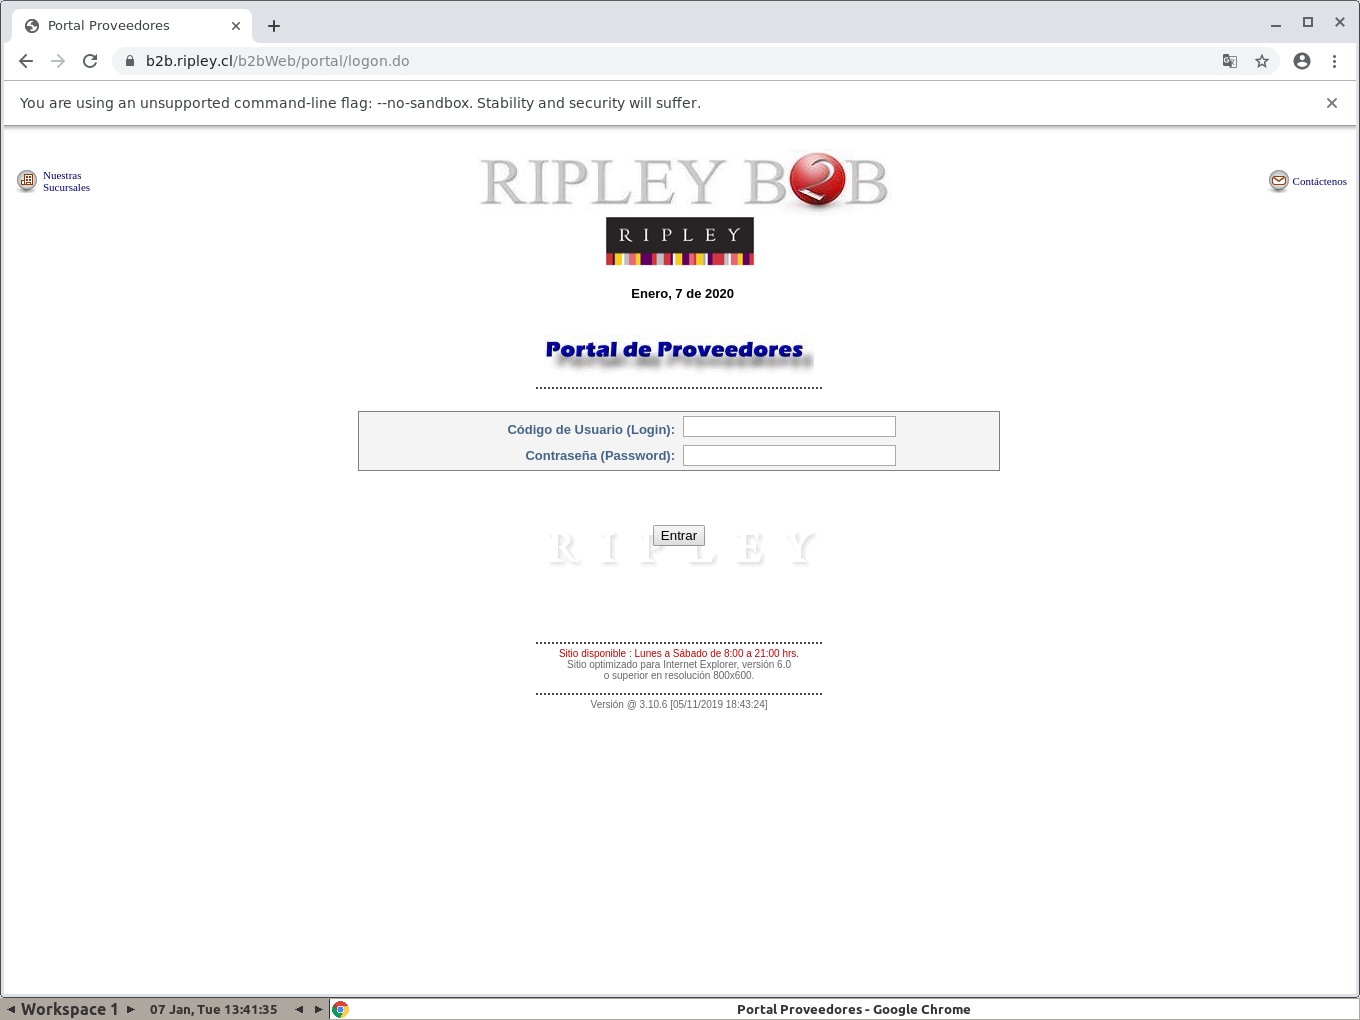 Portal Proveedores
b2b.ripley.cl/b2bWeb/portal/logon.do
You are using an unsupported command-line flag: --no-sandbox. Stability and security will suffer.
Nuestras
Sucursales
RIPLEY B2B
Contáctenos
RIPLEY
Enero, 7 de 2020
Portal de Proveedores
Código de Usuario (Login):
Contraseña (Password):
Entrar
RIPLEY
Sitio disponible : Lunes a Sábado de 8:00 a 21:00 hrs.
Sitio optimizado para Internet Explorer, versión 6.0
o superior en resolución 800x600.
Versión @ 3.10.6 [05/11/2019 18:43:24]
Workspace 1 07 Jan, Tue 13:41:35 Portal Proveedores - Google Chrome